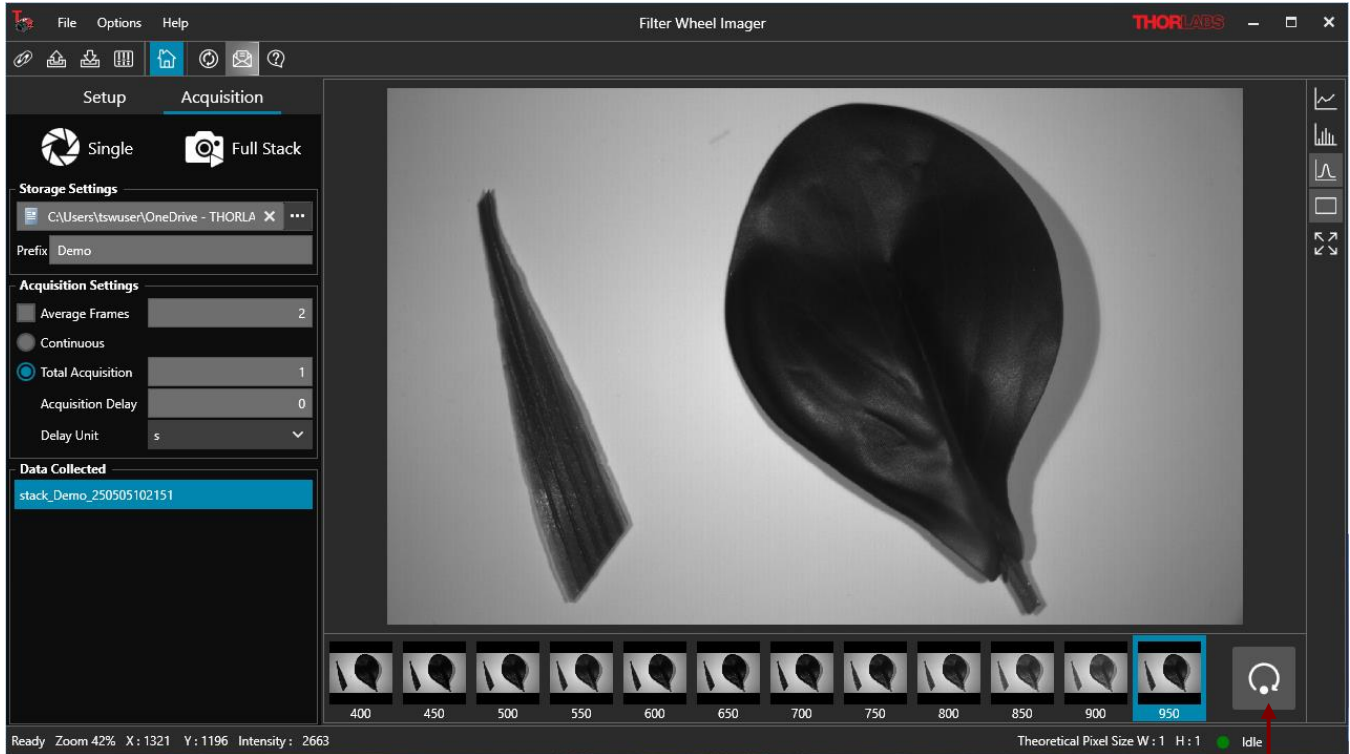 File Options Help Filter Wheel Imager THORLABS
Setup Acquisition
Single Full Stack
Storage Settings
C:\Users\tswuser\OneDrive - THORLA
Prefix Demo
Acquisition Settings
Average Frames 2
Continuous
Total Acquisition 1
Acquisition Delay 0
Delay Unit s
Data Collected
stack_Demo_250505102151
400 450 500 550 600 650 700 750 800 850 900 950
Ready Zoom 42% X : 1321 Y : 1196 Intensity : 2663 Theoretical Pixel Size W : 1 H : 1 Idle